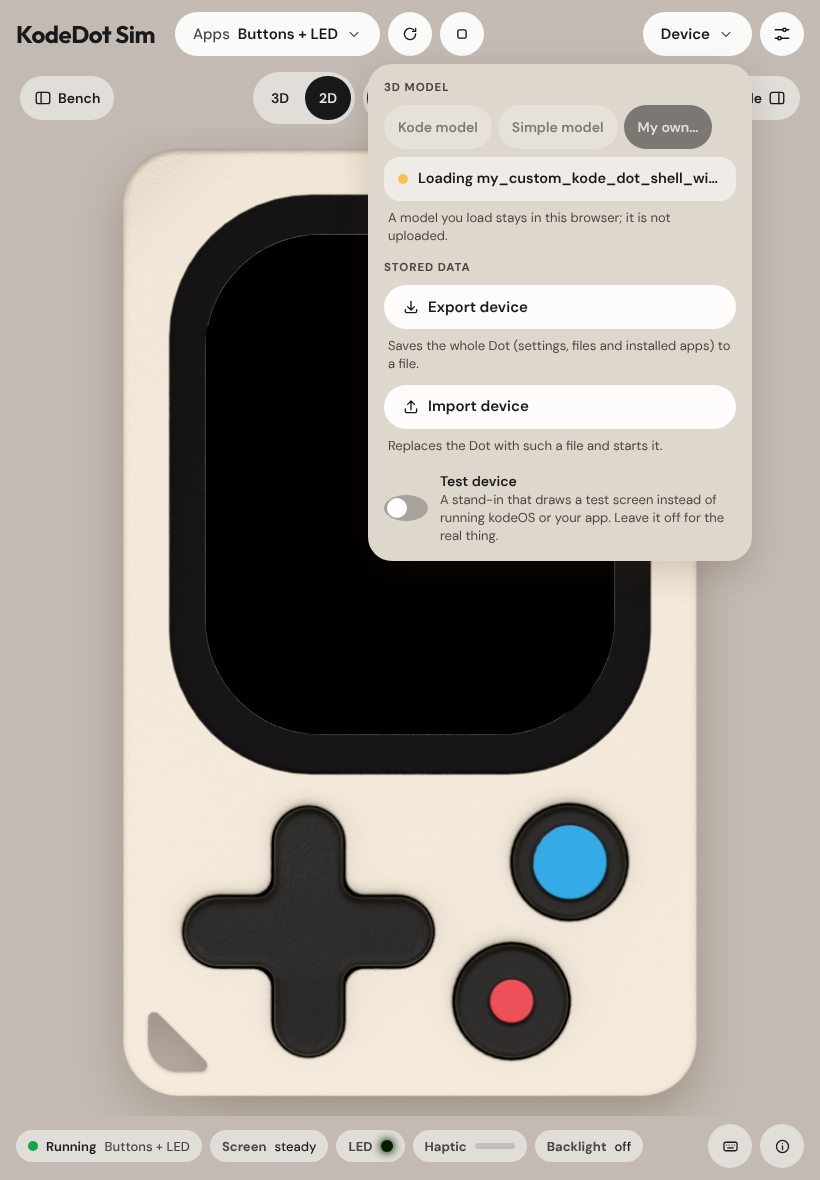 KodeDot Sim
Apps Buttons + LED
Device
Bench
3D 2D
3D MODEL
Kode model Simple model My own...
Loading my_custom_kode_dot_shell_wi...
A model you load stays in this browser; it is not
uploaded.
STORED DATA
Export device
Saves the whole Dot (settings, files and installed apps) to
a file.
Import device
Replaces the Dot with such a file and starts it.
Test device
A stand-in that draws a test screen instead of
running kodeOS or your app. Leave it off for the
real thing.
Running Buttons + LED Screen steady LED Haptic Backlight off